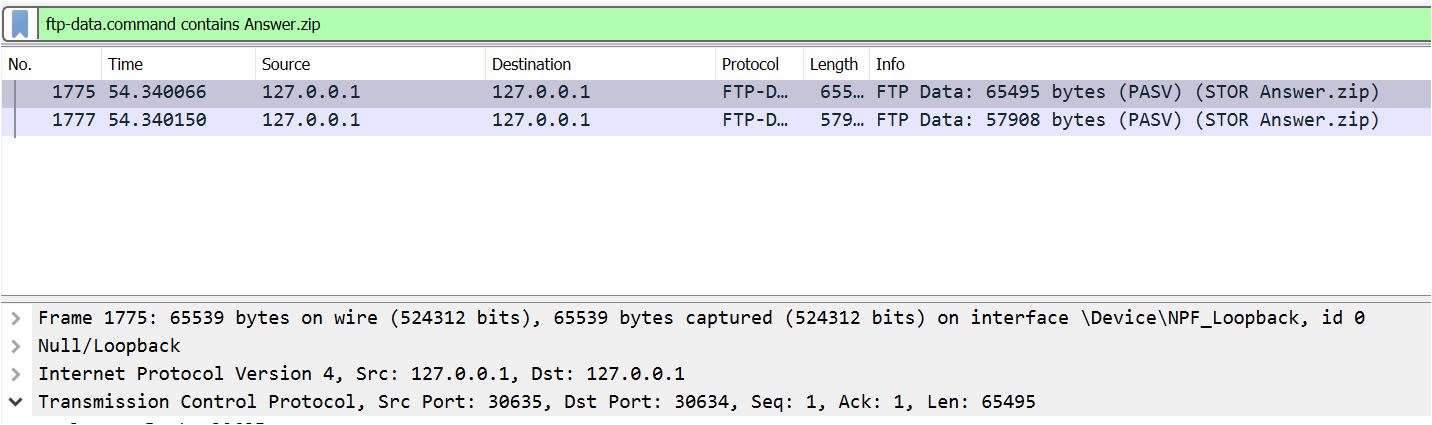 ftp-data.command contains Answer.zip
No. Time Source Destination Protocol Length Info
1775 54.340066 127.0.0.1 127.0.0.1 FTP-D… 655… FTP Data: 65495 bytes (PASV) (STOR Answer.zip)
1777 54.340150 127.0.0.1 127.0.0.1 FTP-D… 579… FTP Data: 57908 bytes (PASV) (STOR Answer.zip)
Frame 1775: 65539 bytes on wire (524312 bits), 65539 bytes captured (524312 bits) on interface \Device\NPF_Loopback, id 0
Null/Loopback
Internet Protocol Version 4, Src: 127.0.0.1, Dst: 127.0.0.1
Transmission Control Protocol, Src Port: 30635, Dst Port: 30634, Seq: 1, Ack: 1, Len: 65495